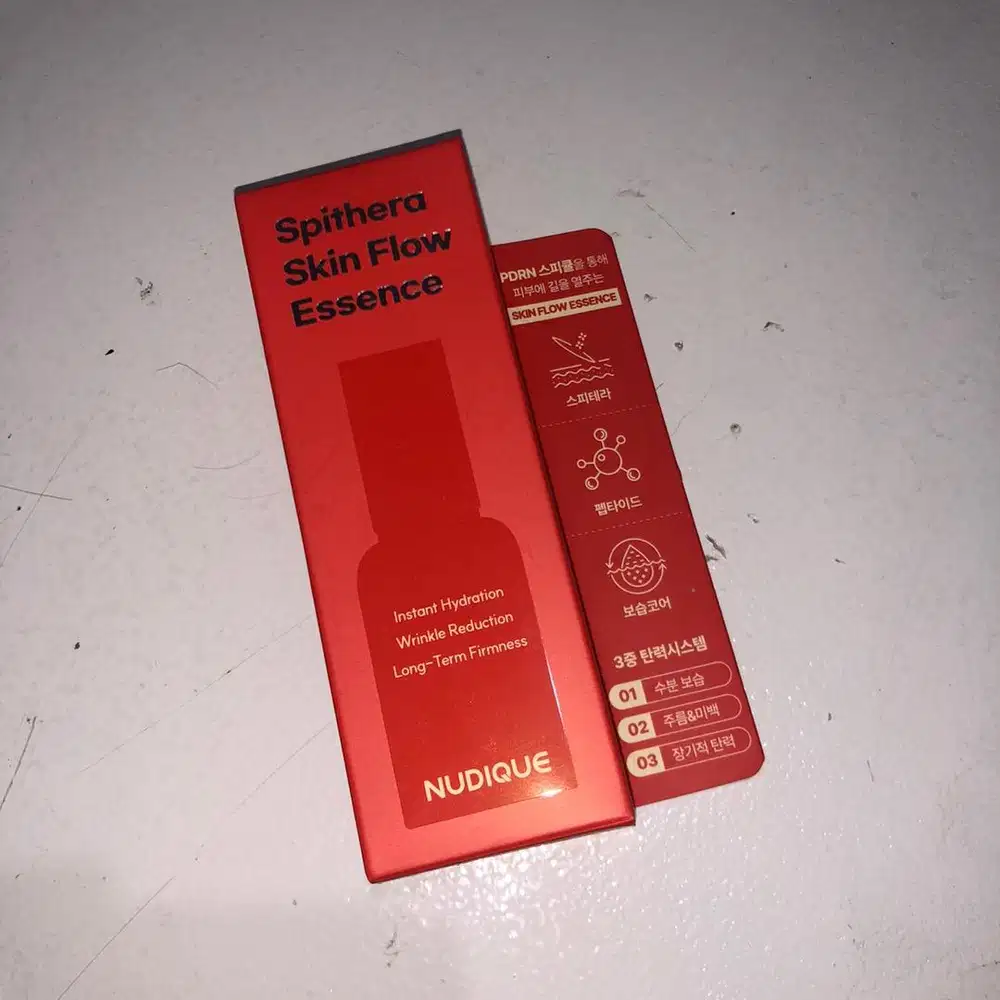 Spithera
Skin Flow
Essence
Instant Hydration
Wrinkle Reduction
Long-Term Firmness
NUDIQUE
PDRN 스피큘을 통해
피부에 길을 열주는
SKIN FLOW ESSENCE
스피테라
펩타이드
보습코어
3중 탄력시스템
01 수분 보습
02 주름&미백
03 장기적 탄력